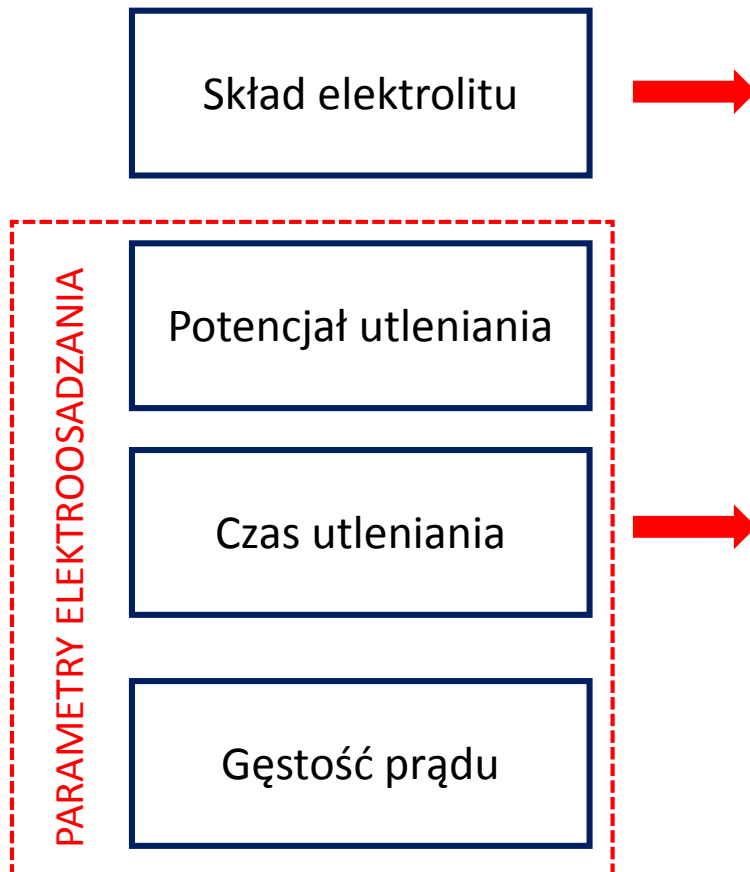 Skład elektrolitu
PARAMETRY ELEKTROOSADZANIA
Potencjał utleniania
Czas utleniania
Gęstość prądu